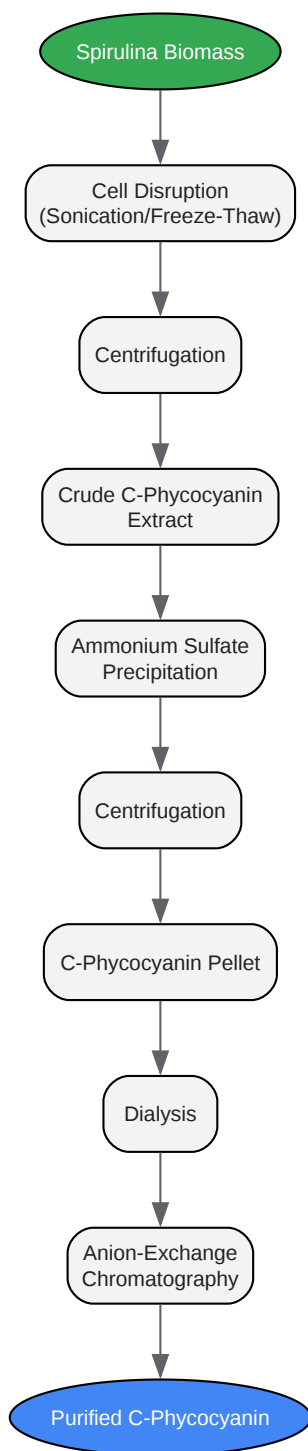 Spirulina Biomass
Cell Disruption
(Sonication/Freeze-Thaw)
Centrifugation
Crude C-Phycocyanin
Extract
Ammonium Sulfate
Precipitation
Centrifugation
C-Phycocyanin Pellet
Dialysis
Anion-Exchange
Chromatography
Purified C-Phycocyanin